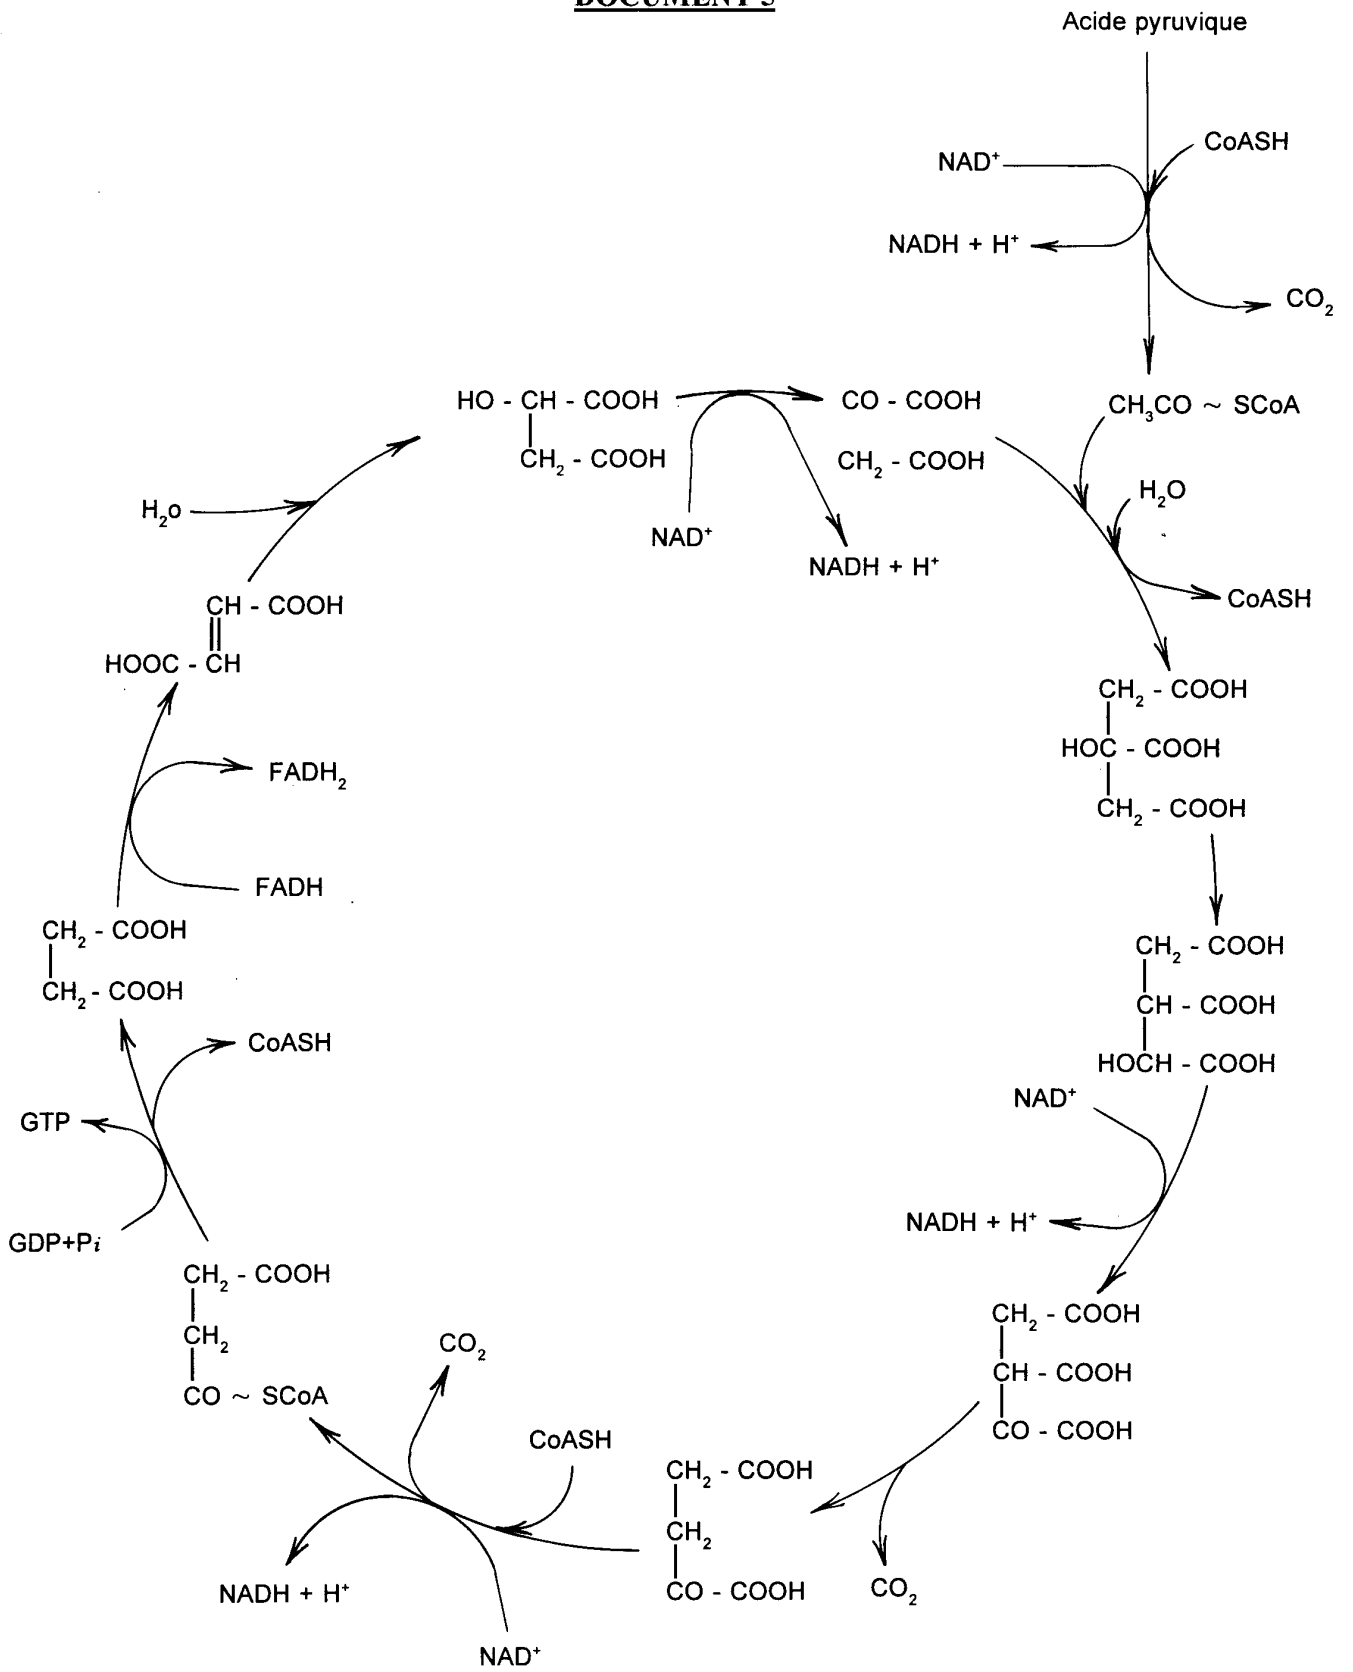 DOCUMENT 5
Acide pyruvique
CoASH
NAD⁺
NADH + H⁺
CO₂
HO - CH - COOH
CH₂ - COOH
CO - COOH
CH₂ - COOH
CH₃CO ~ SCoA
H₂O
NAD⁺
NADH + H⁺
CoASH
H₂o
CH - COOH
HOOC - CH
CH₂ - COOH
HOC - COOH
CH₂ - COOH
FADH₂
FADH
CH₂ - COOH
CH₂ - COOH
CH₂ - COOH
CH - COOH
HOCH - COOH
CoASH
GTP
GDP+Pi
NAD⁺
NADH + H⁺
CH₂ - COOH
CH₂
CO ~ SCoA
CH₂ - COOH
CH - COOH
CO - COOH
CO₂
CoASH
CH₂ - COOH
CH₂
CO - COOH
CO₂
NADH + H⁺
NAD⁺